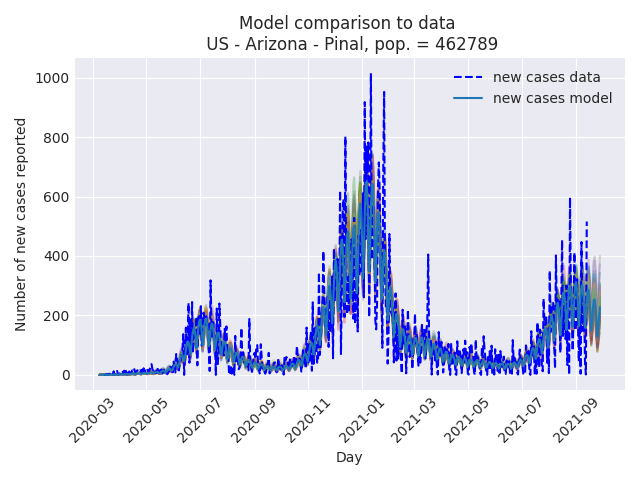 Model comparison to data
US - Arizona - Pinal, pop. = 462789
new cases data
new cases model
Number of new cases reported
1000
800
600
400
200
0
2020-03
2020-05
2020-07
2020-09
2020-11
2021-01
2021-03
2021-05
2021-07
2021-09
Day